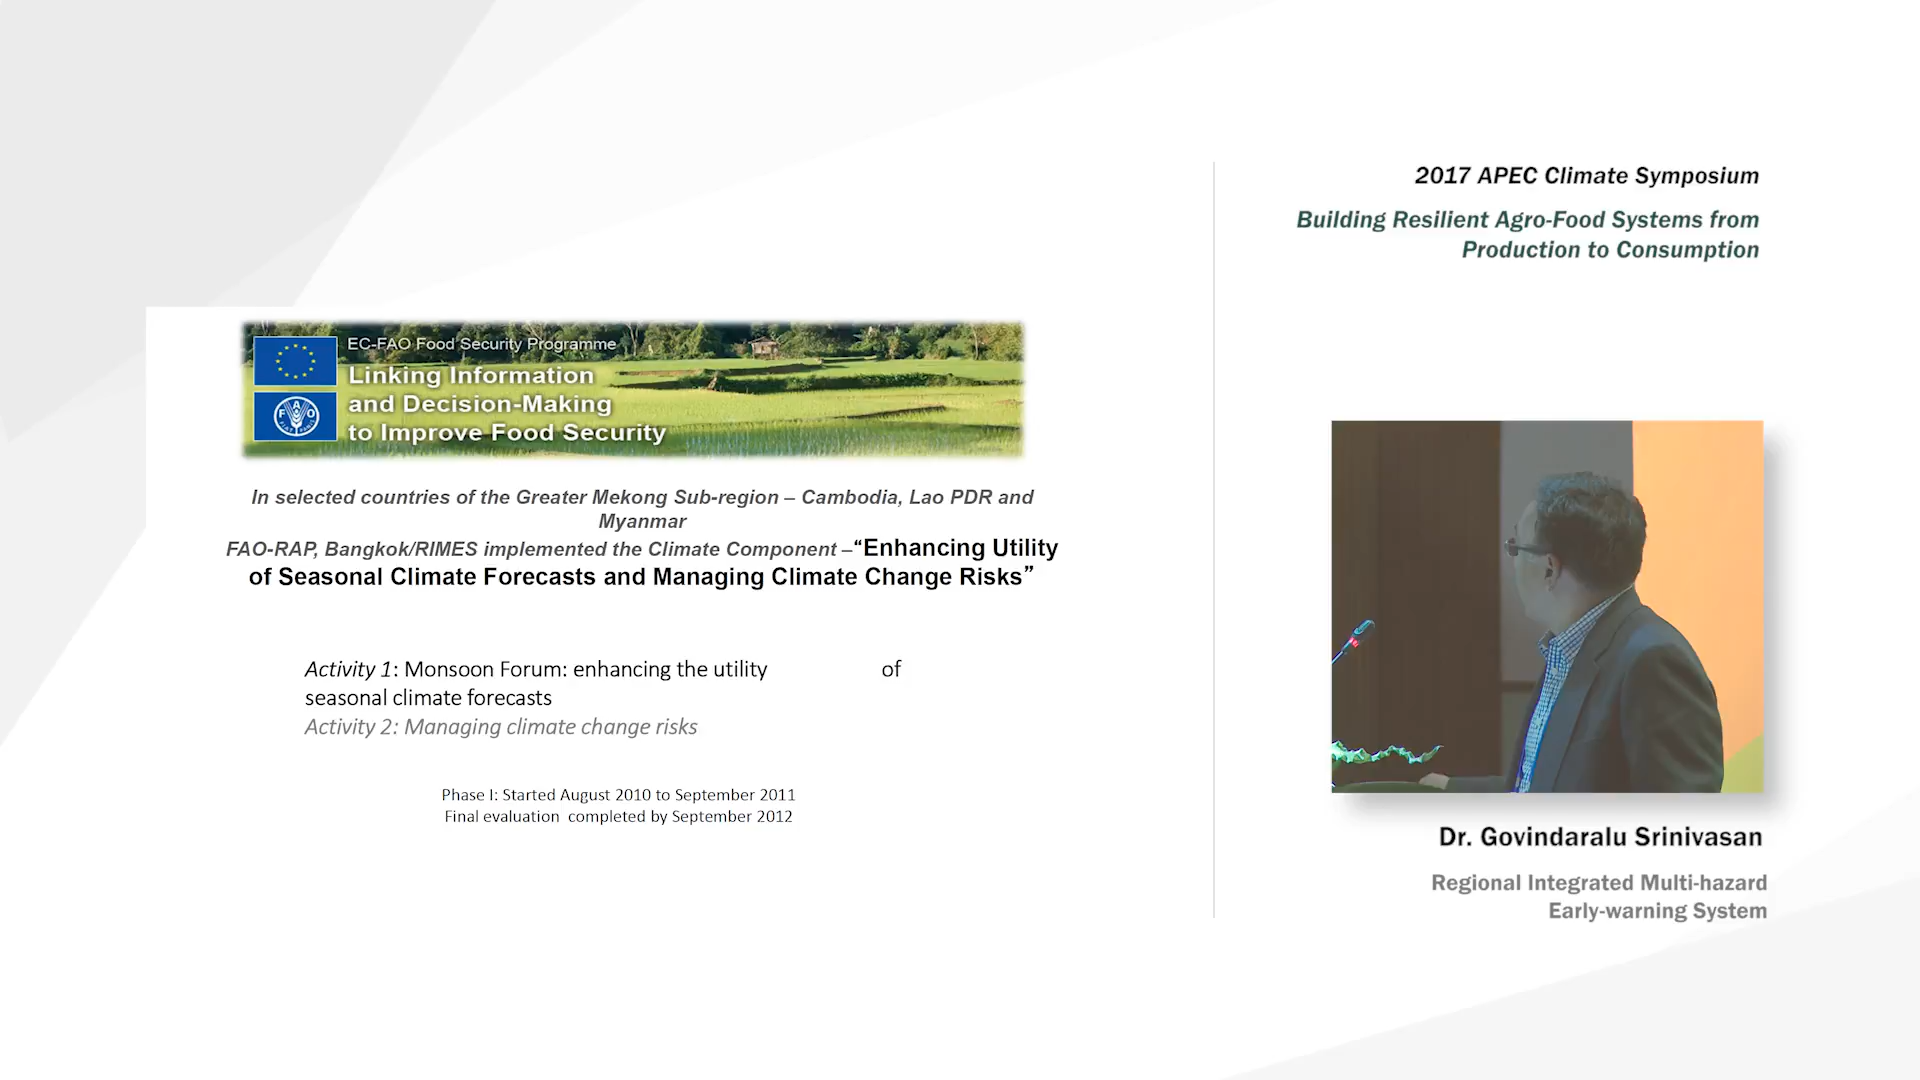 EC-FAO Food Security Programme
Linking Information
and Decision-Making
to Improve Food Security
In selected countries of the Greater Mekong Sub-region – Cambodia, Lao PDR and
Myanmar
FAO-RAP, Bangkok/RIMES implemented the Climate Component –“Enhancing Utility
of Seasonal Climate Forecasts and Managing Climate Change Risks”
Activity 1: Monsoon Forum: enhancing the utility of
seasonal climate forecasts
Activity 2: Managing climate change risks
Phase I: Started August 2010 to September 2011
Final evaluation completed by September 2012
2017 APEC Climate Symposium
Building Resilient Agro-Food Systems from
Production to Consumption
Dr. Govindaralu Srinivasan
Regional Integrated Multi-hazard
Early-warning System